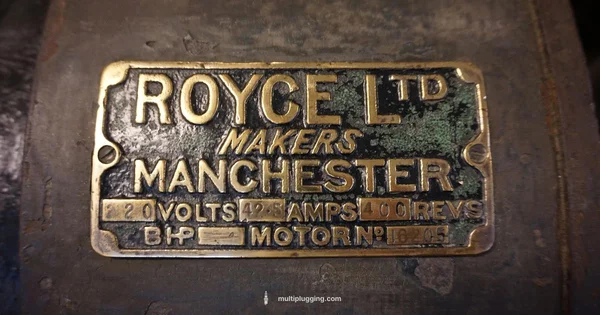 ROYCE LTD
MAKERS
MANCHESTER
VOLTS AMPS 400 REVS
BHP MOTOR Nº
multiplugging.com